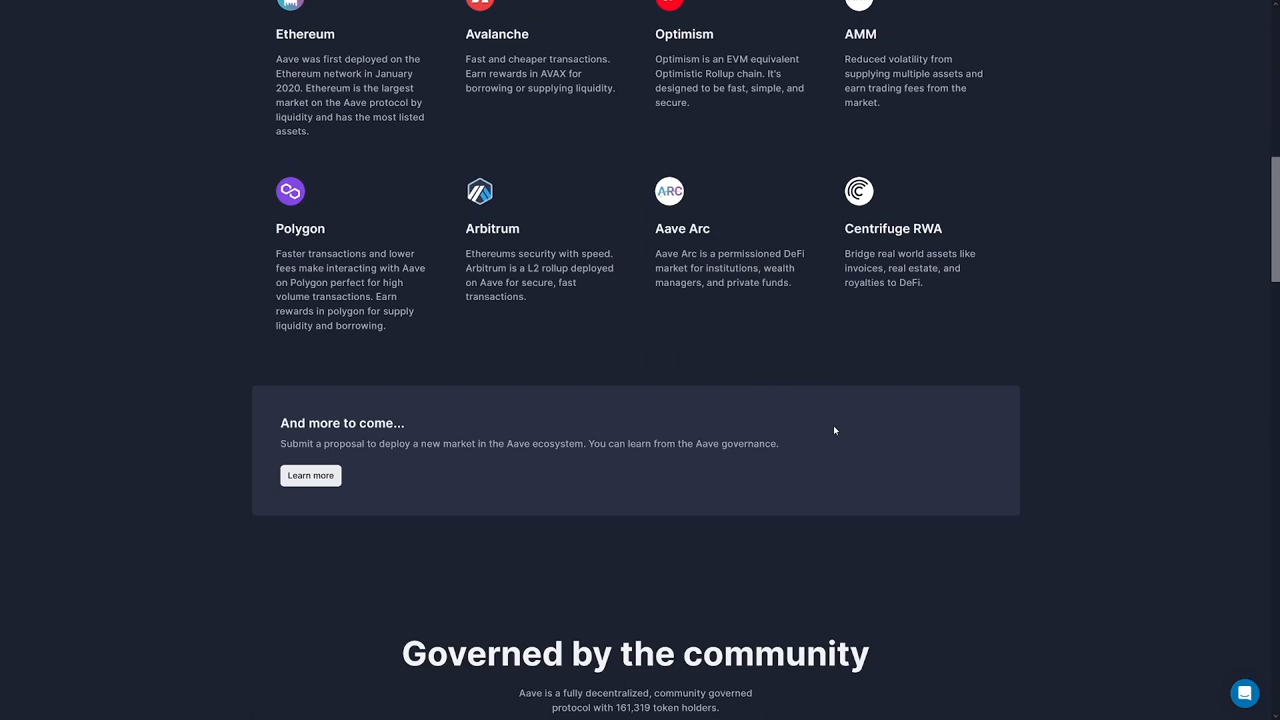 Ethereum
Aave was first deployed on the
Ethereum network in January
2020. Ethereum is the largest
market on the Aave protocol by
liquidity and has the most listed
assets.
Avalanche
Fast and cheaper transactions.
Earn rewards in AVAX for
borrowing or supplying liquidity.
Optimism
Optimism is an EVM equivalent
Optimistic Rollup chain. It's
designed to be fast, simple, and
secure.
AMM
Reduced volatility from
supplying multiple assets and
earn trading fees from the
market.
Polygon
Faster transactions and lower
fees make interacting with Aave
on Polygon perfect for high
volume transactions. Earn
rewards in polygon for supply
liquidity and borrowing.
Arbitrum
Ethereums security with speed.
Arbitrum is a L2 rollup deployed
on Aave for secure, fast
transactions.
ARC
Aave Arc
Aave Arc is a permissioned DeFi
market for institutions, wealth
managers, and private funds.
Centrifuge RWA
Bridge real world assets like
invoices, real estate, and
royalties to DeFi.
And more to come...
Submit a proposal to deploy a new market in the Aave ecosystem. You can learn from the Aave governance.
Learn more
Governed by the community
Aave is a fully decentralized, community governed
protocol with 161,319 token holders.